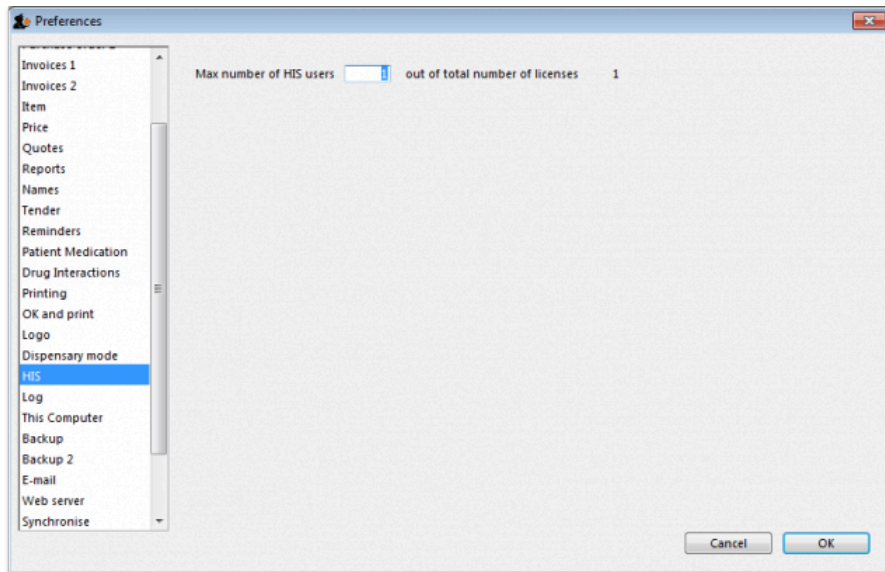 Preferences
Invoices 1
Invoices 2
Item
Price
Quotes
Reports
Names
Tender
Reminders
Patient Medication
Drug Interactions
Printing
OK and print
Logo
Dispensary mode
HIS
Log
This Computer
Backup
Backup 2
E-mail
Web server
Synchronise
Max number of HIS users 1 out of total number of licenses 1
Cancel OK